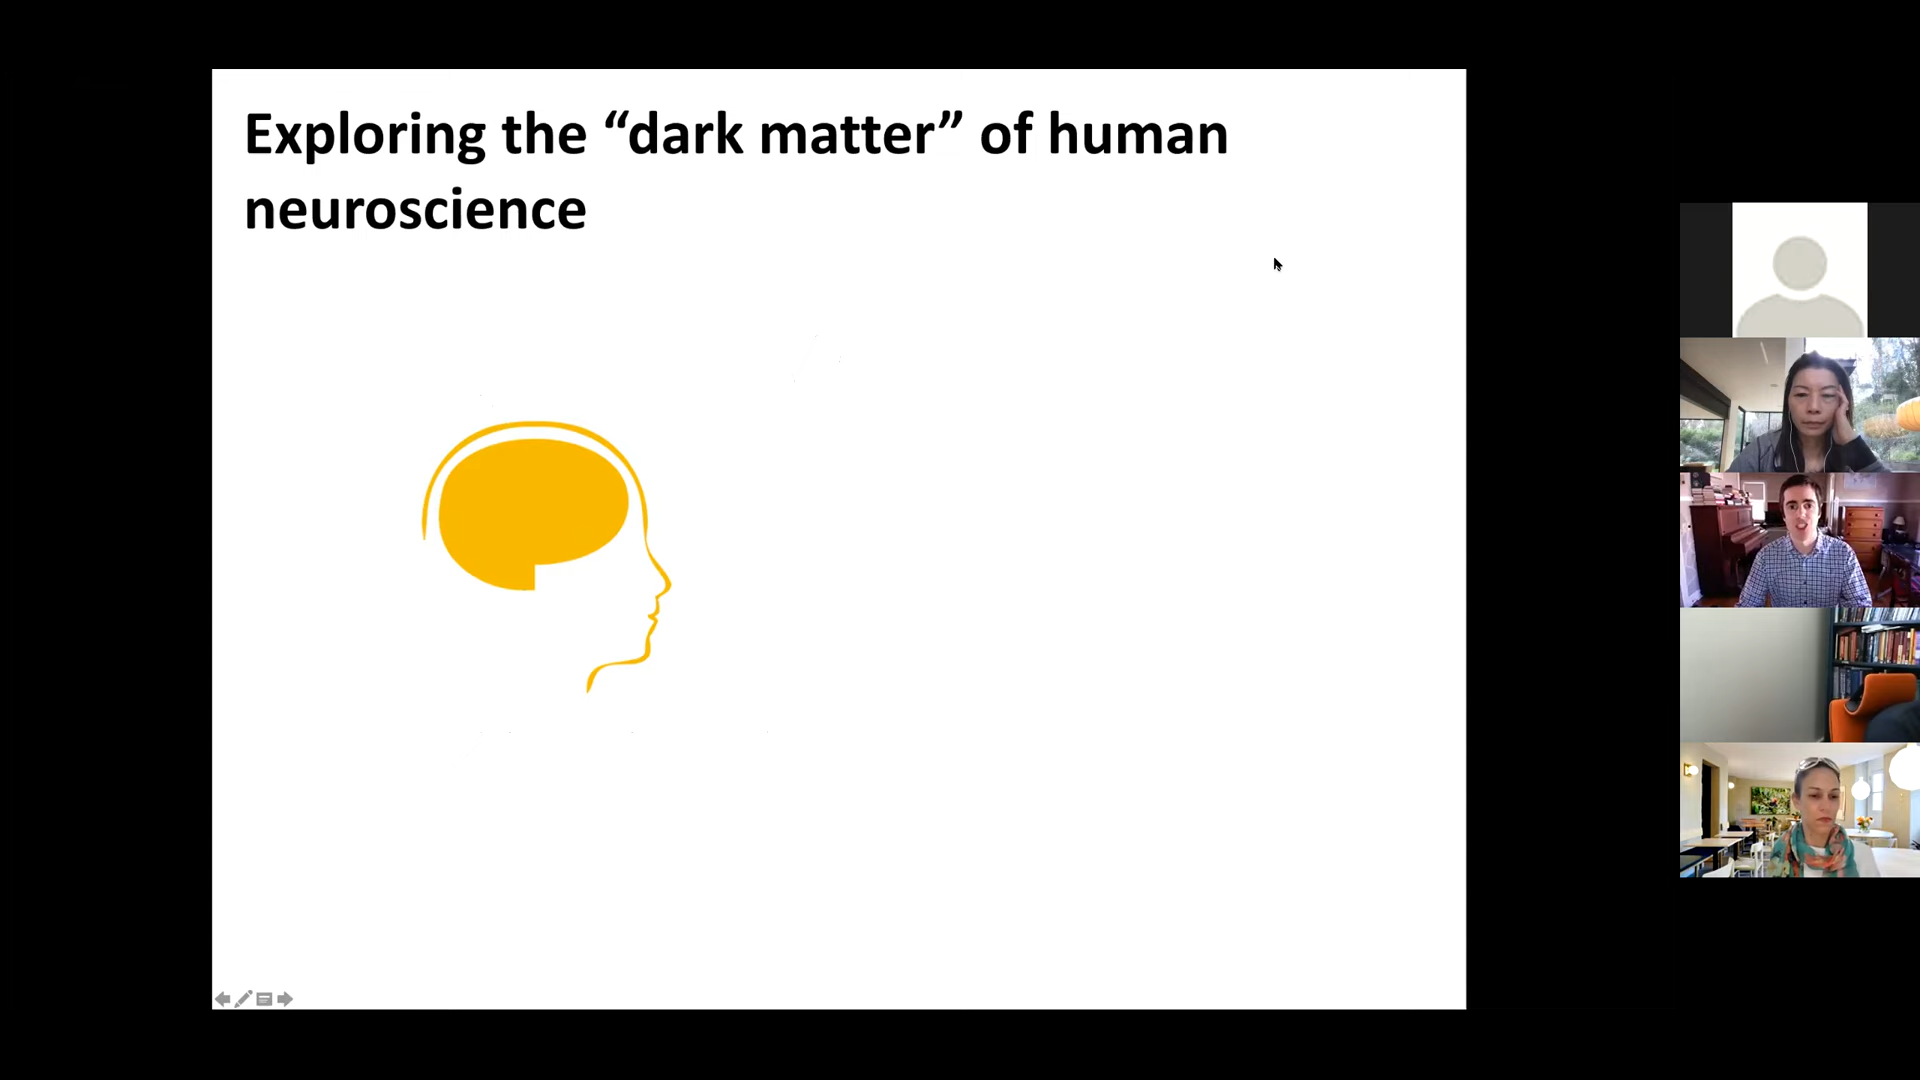 Exploring the “dark matter” of human
neuroscience